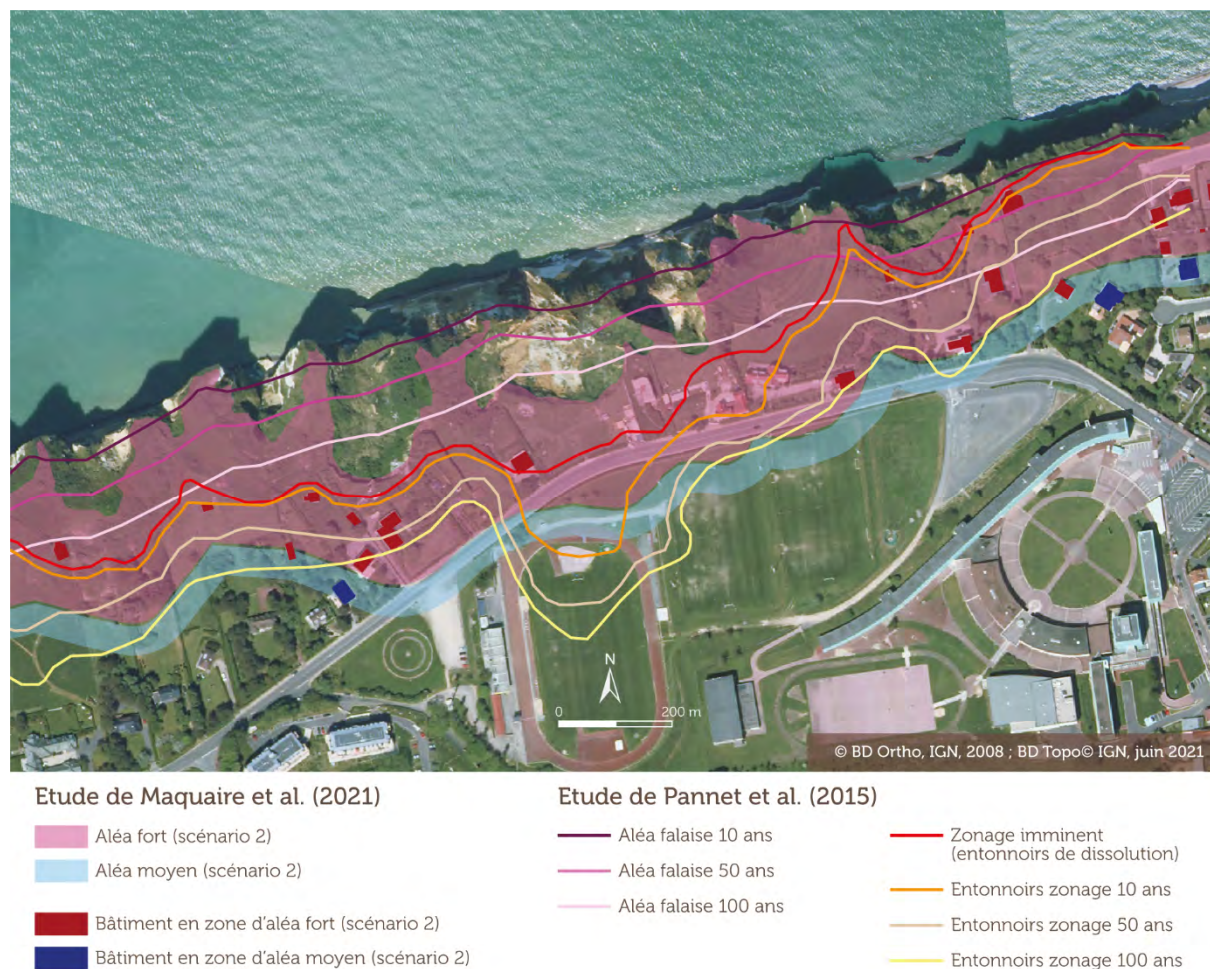 N
0 200 m
© BD Ortho, IGN, 2008 ; BD Topo© IGN, juin 2021
Etude de Maquaire et al. (2021)
Aléa fort (scénario 2)
Aléa moyen (scénario 2)
Bâtiment en zone d’aléa fort (scénario 2)
Bâtiment en zone d’aléa moyen (scénario 2)
Etude de Pannet et al. (2015)
Aléa falaise 10 ans
Aléa falaise 50 ans
Aléa falaise 100 ans
Zonage imminent
(entonnoirs de dissolution)
Entonnoirs zonage 10 ans
Entonnoirs zonage 50 ans
Entonnoirs zonage 100 ans